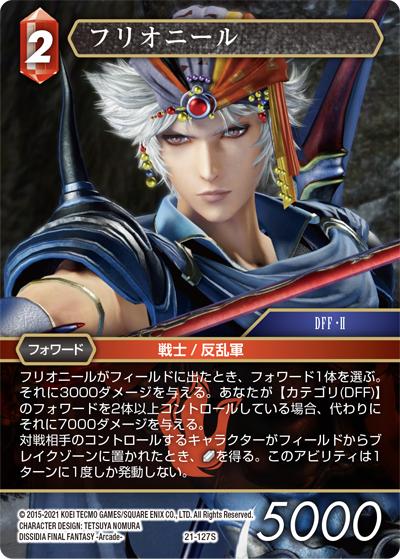 2
フリオニール
DFF・II
フォワード
戦士 / 反乱軍
フリオニールがフィールドに出たとき、フォワード1体を選ぶ。
それに3000ダメージを与える。あなたが【カテゴリ(DFF)】
のフォワードを2体以上コントロールしている場合、代わりに
それに7000ダメージを与える。
対戦相手のコントロールするキャラクターがフィールドからブ
レイクゾーンに置かれたとき、を得る。このアビリティは1
ターンに1度しか発動しない。
© 2015-2021 KOEI TECMO GAMES/SQUARE ENIX CO., LTD. All Rights Reserved.
CHARACTER DESIGN: TETSUYA NOMURA
DISSIDIA FINAL FANTASY -Arcade-
21-127S
5000